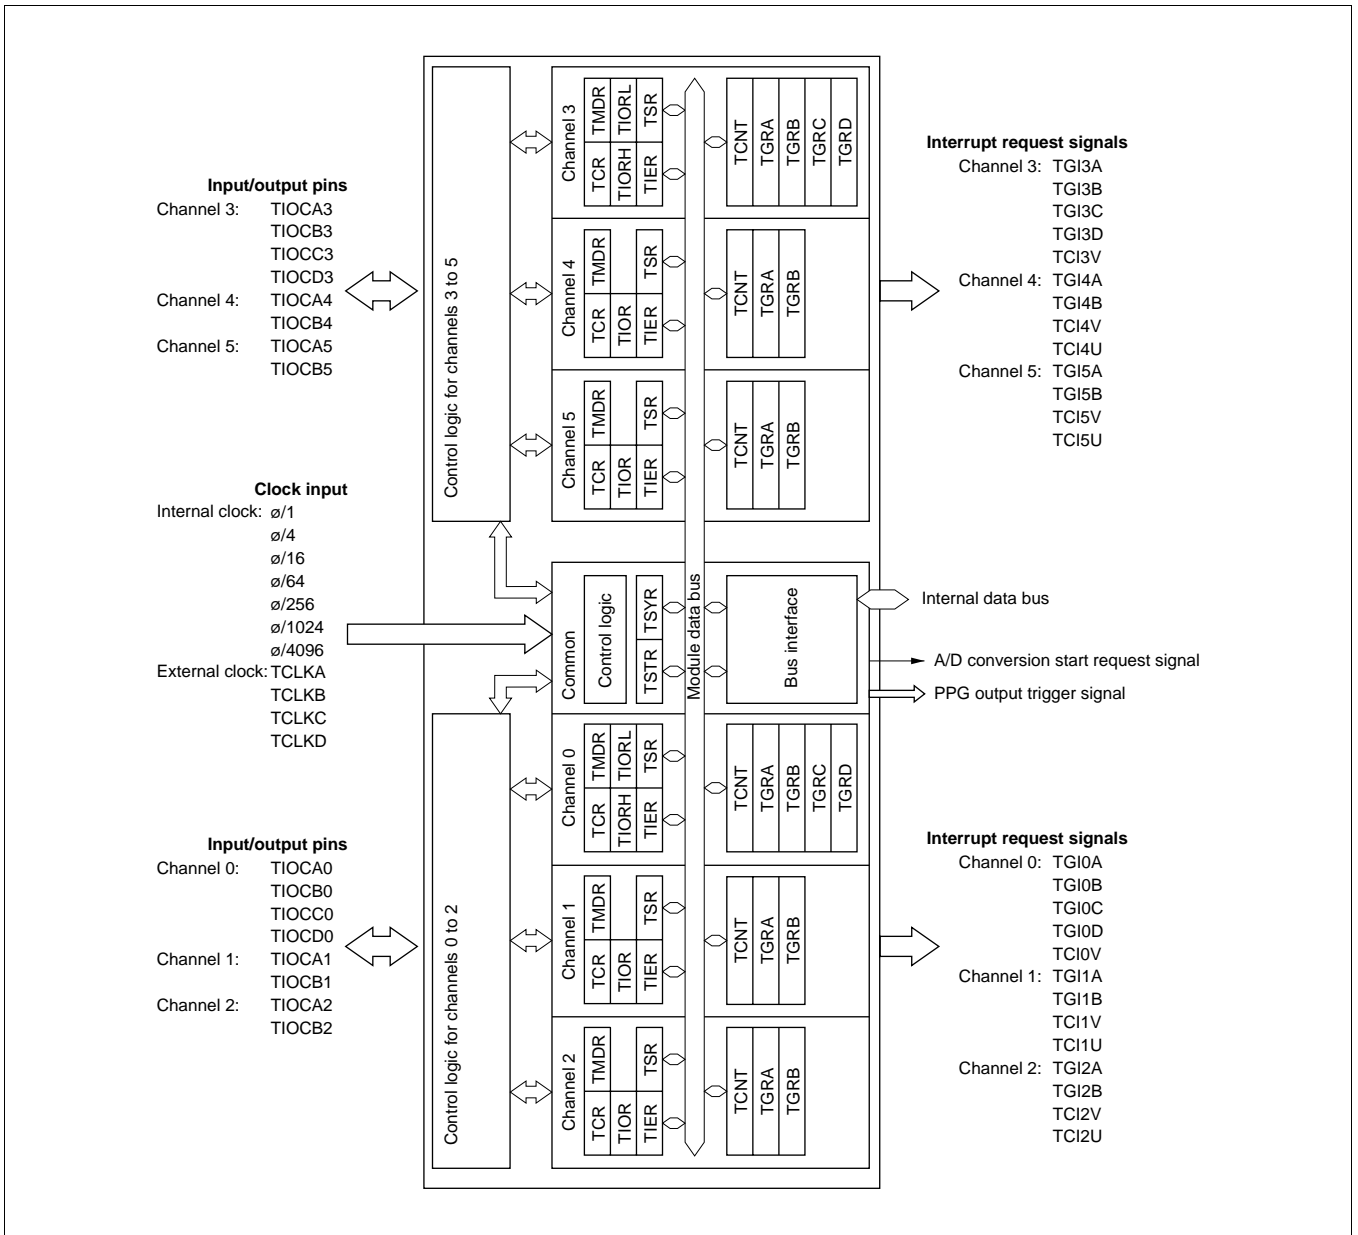 Input/output pins
Channel 3: TIOCA3
TIOCB3
TIOCC3
TIOCD3
Channel 4: TIOCA4
TIOCB4
Channel 5: TIOCA5
TIOCB5
Clock input
Internal clock: ø/1
ø/4
ø/16
ø/64
ø/256
ø/1024
ø/4096
External clock: TCLKA
TCLKB
TCLKC
TCLKD
Input/output pins
Channel 0: TIOCA0
TIOCB0
TIOCC0
TIOCD0
Channel 1: TIOCA1
TIOCB1
Channel 2: TIOCA2
TIOCB2
Control logic for channels 3 to 5
Control logic for channels 0 to 2
Channel 3
TCR TMDR
TIORH TIORL
TIER TSR
TCNT
TGRA
TGRB
TGRC
TGRD
Channel 4
TCR TMDR
TIOR
TIER TSR
TCNT
TGRA
TGRB
Channel 5
TCR TMDR
TIOR
TIER TSR
TCNT
TGRA
TGRB
Common
Control logic
TSTR TSYR
Module data bus
Bus interface
Channel 0
TCR TMDR
TIORH TIORL
TIER TSR
TCNT
TGRA
TGRB
TGRC
TGRD
Channel 1
TCR TMDR
TIOR
TIER TSR
TCNT
TGRA
TGRB
Channel 2
TCR TMDR
TIOR
TIER TSR
TCNT
TGRA
TGRB
Interrupt request signals
Channel 3: TGI3A
TGI3B
TGI3C
TGI3D
TCI3V
Channel 4: TGI4A
TGI4B
TCI4V
TCI4U
Channel 5: TGI5A
TGI5B
TCI5V
TCI5U
Internal data bus
A/D conversion start request signal
PPG output trigger signal
Interrupt request signals
Channel 0: TGI0A
TGI0B
TGI0C
TGI0D
TCI0V
Channel 1: TGI1A
TGI1B
TCI1V
TCI1U
Channel 2: TGI2A
TGI2B
TCI2V
TCI2U